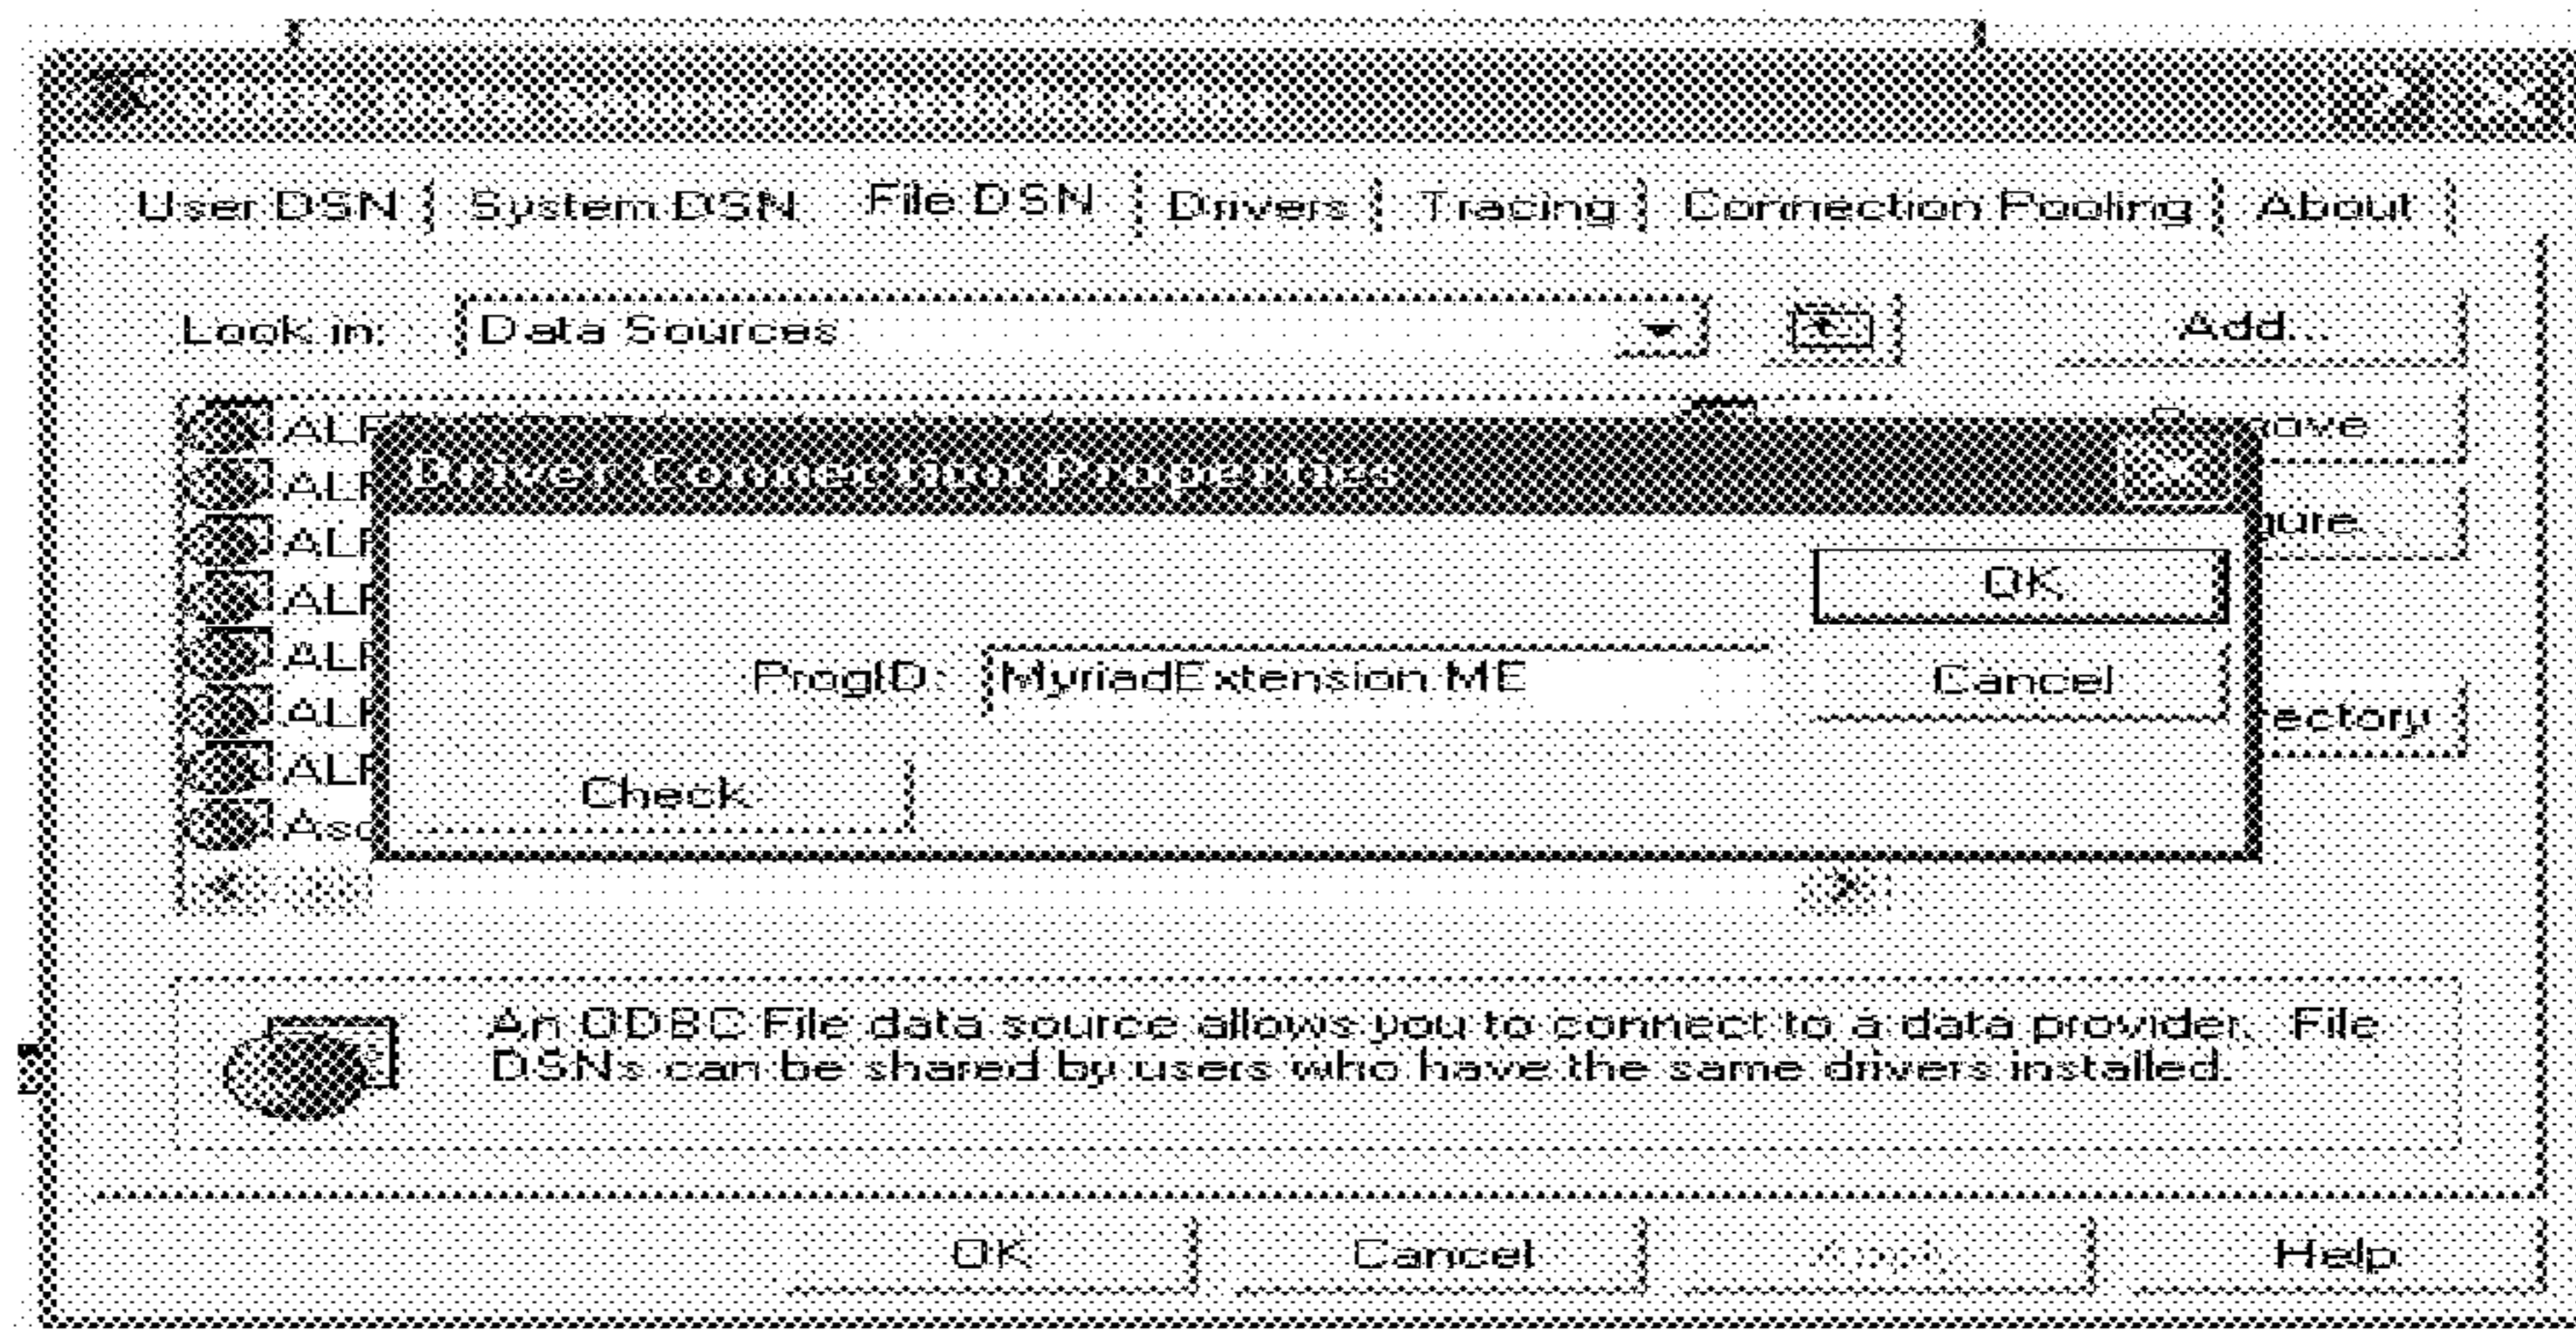 User DSN System DSN File DSN Drivers Tracing Connection Pooling About
Look in: Data Sources Add...
Driver Connection Properties
OK
ProgID: MyriadExtension.ME
Cancel
Check
An ODBC File data source allows you to connect to a data provider. File
DSNs can be shared by users who have the same drivers installed.
OK Cancel Apply Help